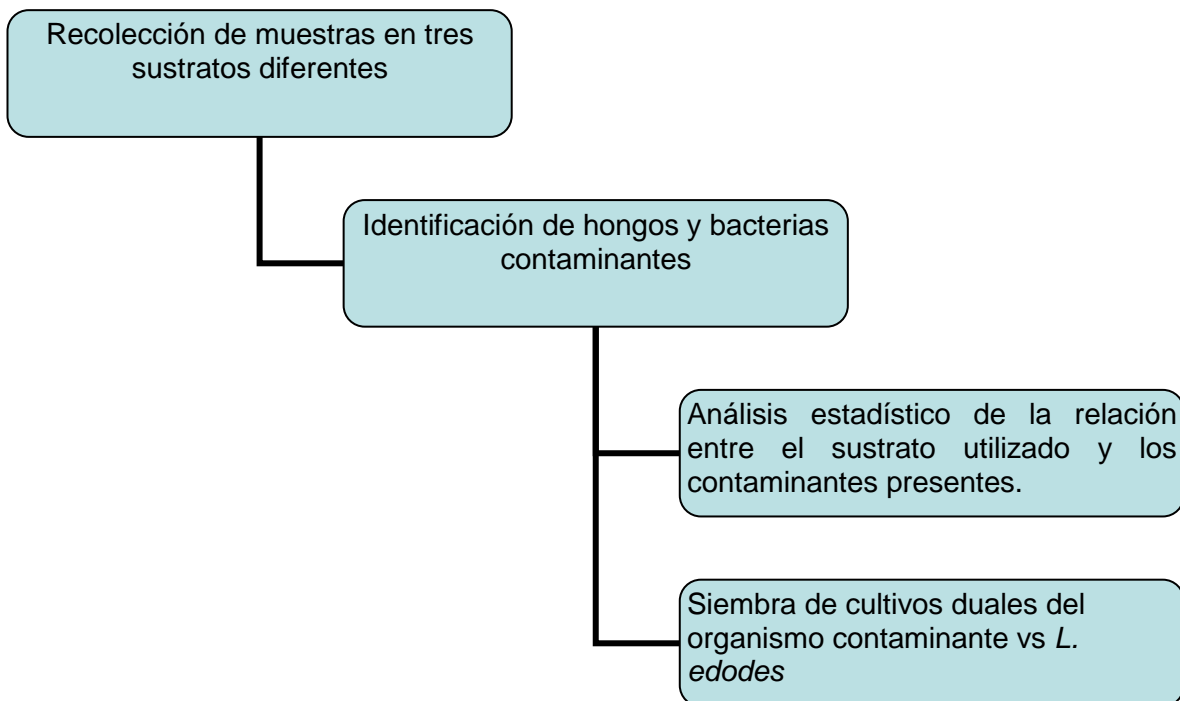 Recolección de muestras en tres
sustratos diferentes
Identificación de hongos y bacterias
contaminantes
Análisis estadístico de la relación
entre el sustrato utilizado y los
contaminantes presentes.
Siembra de cultivos duales del
organismo contaminante vs L.
edodes